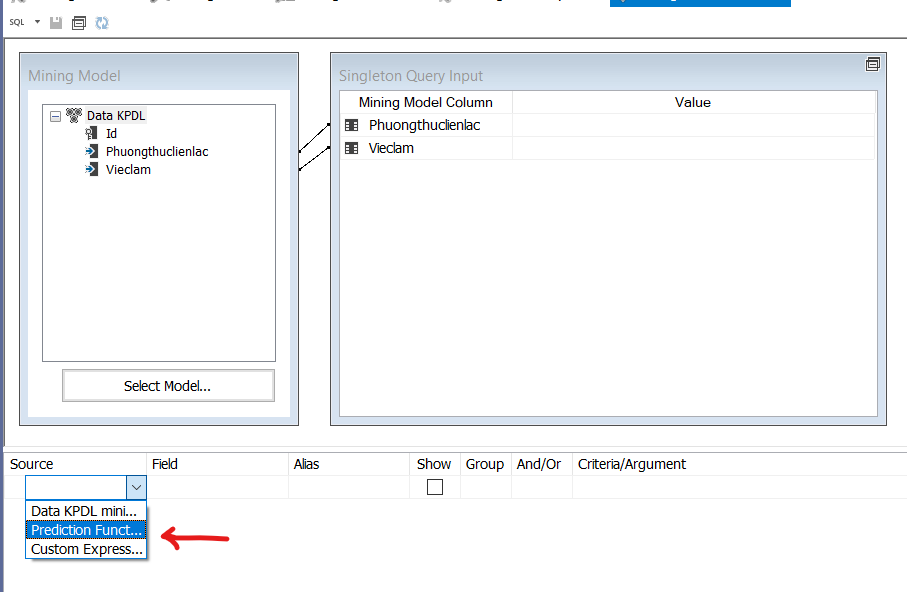 SQL
Mining Model
Singleton Query Input
Data KPDL
Id
Phuongthuclienlac
Vieclam
Select Model...
Mining Model Column Value
Phuongthuclienlac
Vieclam
Source Field Alias Show Group And/Or Criteria/Argument
Data KPDL mini...
Prediction Funct...
Custom Express...